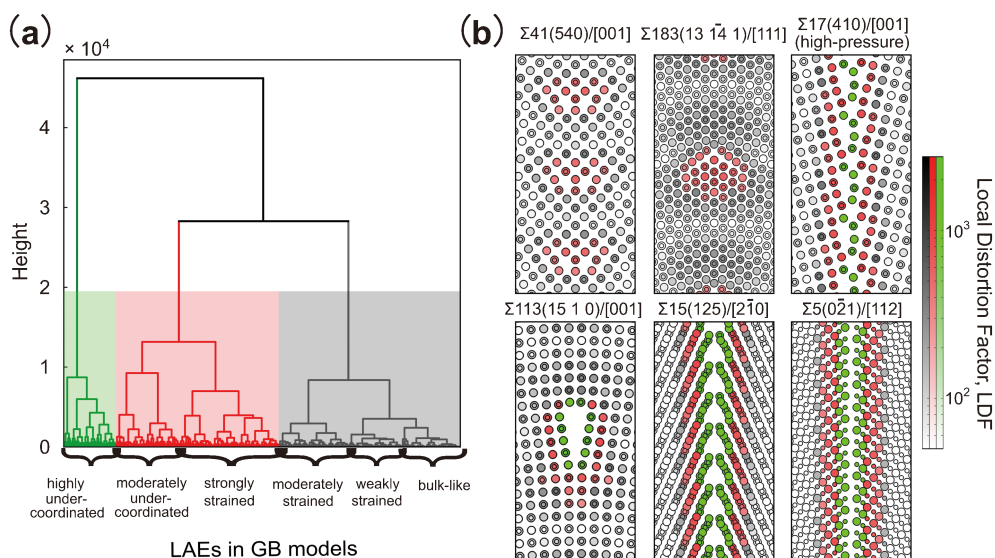 (a)
× 10⁴
4
3
2
1
0
Height
highly
under-
coordinated
moderately
under-
coordinated
strongly
strained
moderately
strained
weakly
strained
bulk-like
LAEs in GB models
(b)
Σ41(540)/[001]
Σ183(13 1̄4̄ 1)/[111]
Σ17(410)/[001]
(high-pressure)
Σ113(15 1 0)/[001]
Σ15(125)/[21̄0]
Σ5(02̄1)/[112]
10³
10²
Local Distortion Factor, LDF